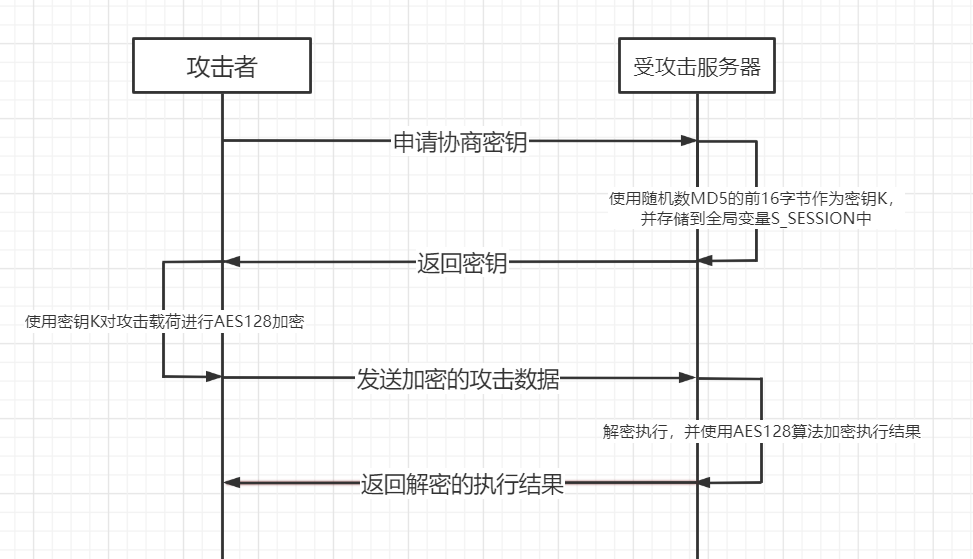 攻击者
受攻击服务器
申请协商密钥
使用随机数MD5的前16字节作为密钥K，
并存储到全局变量S_SESSION中
返回密钥
使用密钥K对攻击载荷进行AES128加密
发送加密的攻击数据
解密执行，并使用AES128算法加密执行结果
返回解密的执行结果